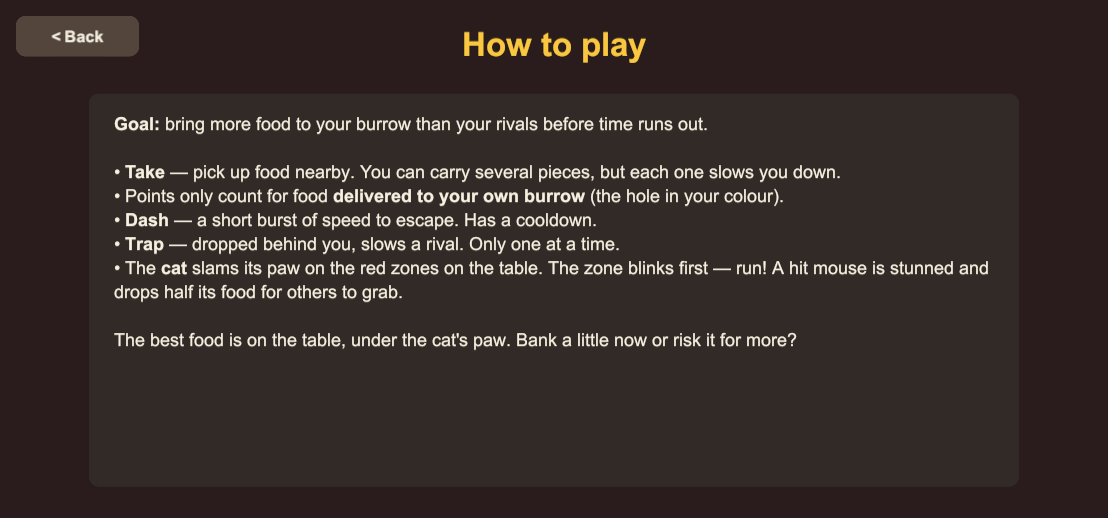 < Back
How to play
Goal: bring more food to your burrow than your rivals before time runs out.
• Take — pick up food nearby. You can carry several pieces, but each one slows you down.
• Points only count for food delivered to your own burrow (the hole in your colour).
• Dash — a short burst of speed to escape. Has a cooldown.
• Trap — dropped behind you, slows a rival. Only one at a time.
• The cat slams its paw on the red zones on the table. The zone blinks first — run! A hit mouse is stunned and
drops half its food for others to grab.
The best food is on the table, under the cat's paw. Bank a little now or risk it for more?